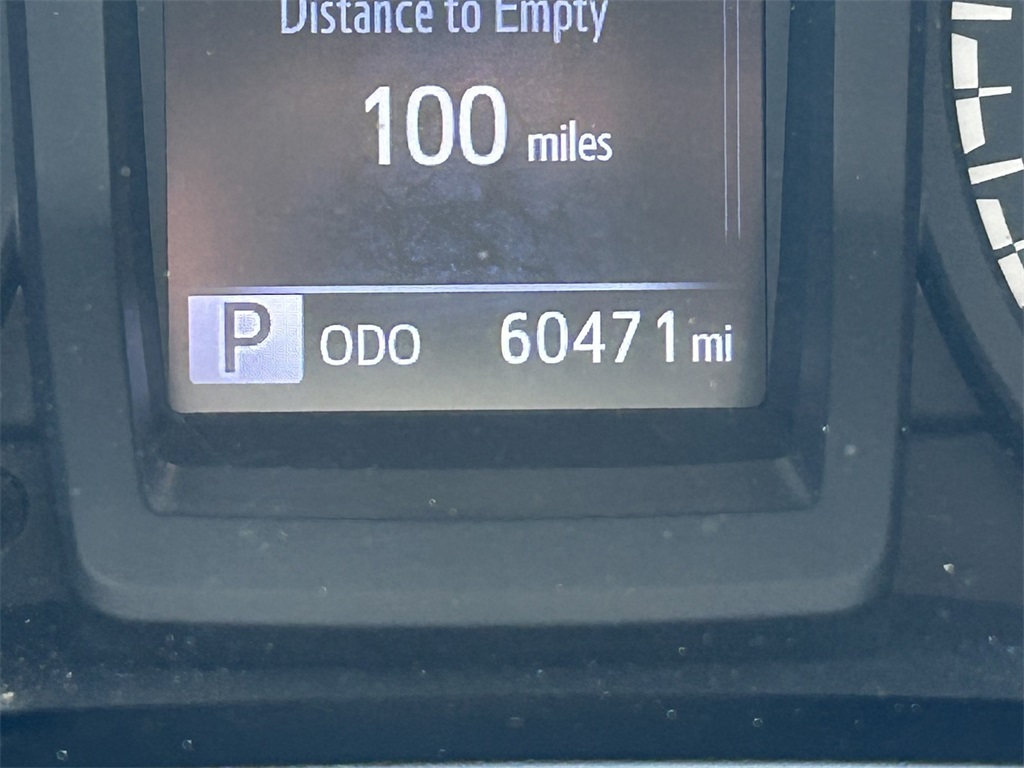 Distance to Empty
100 miles
P ODO 60471 mi